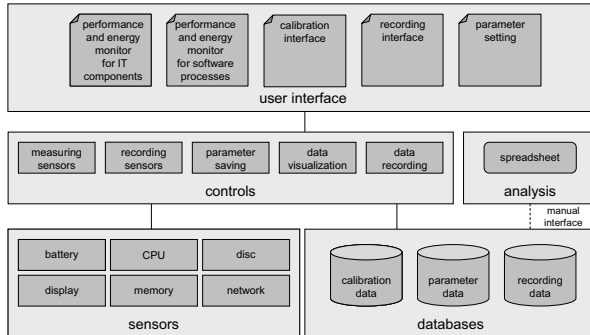 performance
and energy
monitor
for IT
components
performance
and energy
monitor
for software
processes
calibration
interface
recording
interface
parameter
setting
user interface
measuring
sensors
recording
sensors
parameter
saving
data
visualization
data
recording
controls
spreadsheet
analysis
manual
interface
battery
CPU
disc
display
memory
network
sensors
calibration
data
parameter
data
recording
data
databases